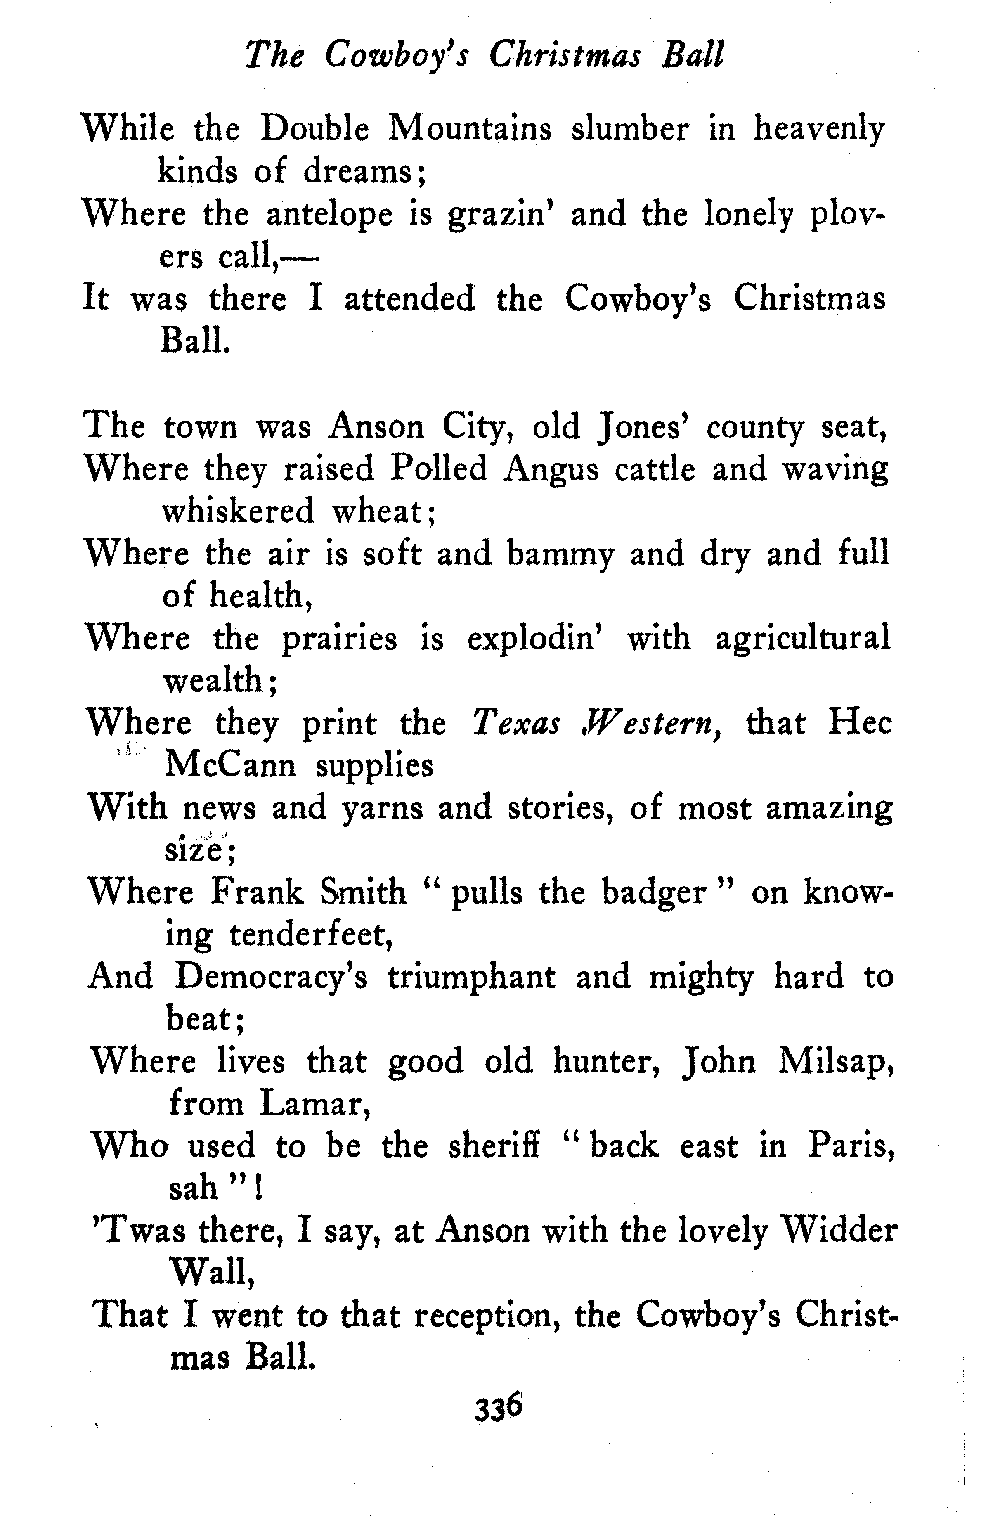 The Cowboy's Christmas Ball
While the Double Mountains slumber in heavenly
kinds of dreams;
Where the antelope is grazin' and the lonely plov-
ers call,—
It was there I attended the Cowboy's Christmas
Ball.
The town was Anson City, old Jones' county seat,
Where they raised Polled Angus cattle and waving
whiskered wheat;
Where the air is soft and bammy and dry and full
of health,
Where the prairies is explodin' with agricultural
wealth;
Where they print the Texas Western, that Hec
McCann supplies
With news and yarns and stories, of most amazing
size;
Where Frank Smith " pulls the badger " on know-
ing tenderfeet,
And Democracy's triumphant and mighty hard to
beat;
Where lives that good old hunter, John Milsap,
from Lamar,
Who used to be the sheriff " back east in Paris,
sah "!
'Twas there, I say, at Anson with the lovely Widder
Wall,
That I went to that reception, the Cowboy's Christ-
mas Ball.
336